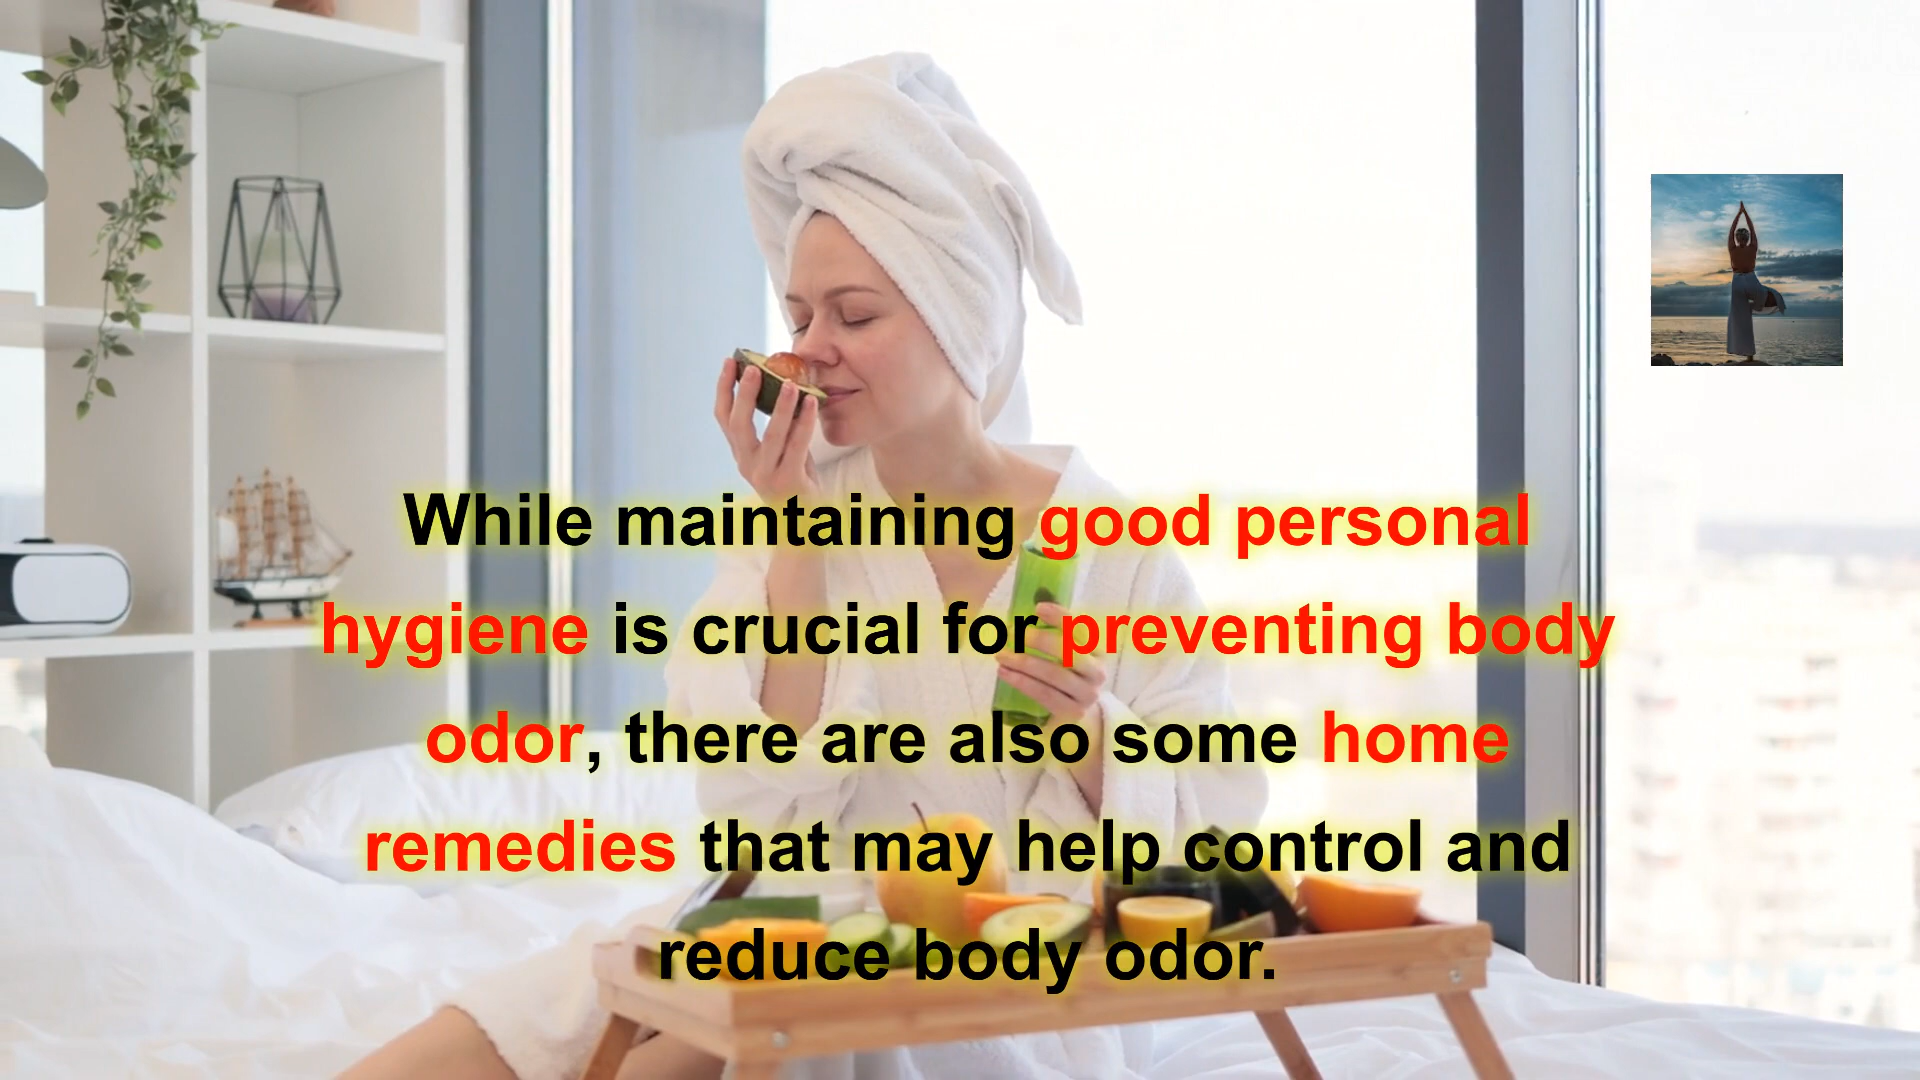 While maintaining good personal
hygiene is crucial for preventing body
odor, there are also some home
remedies that may help control and
reduce body odor.